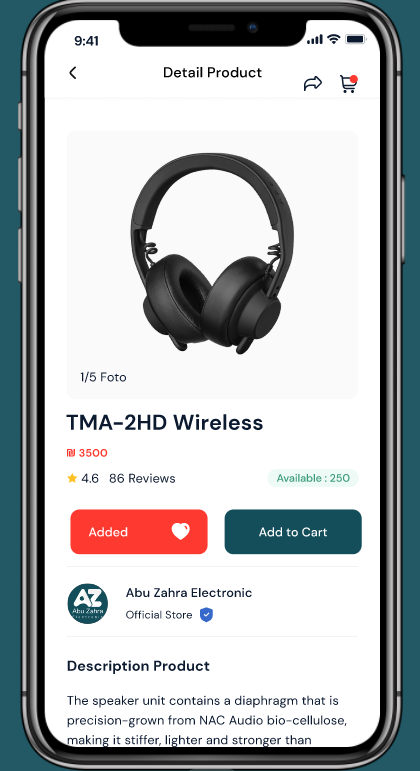 9:41
Detail Product
1/5 Foto
TMA-2HD Wireless
₪ 3500
4.6 86 Reviews
Available : 250
Added
Add to Cart
AZ
Abu Zahra
Abu Zahra Electronic
Official Store
Description Product
The speaker unit contains a diaphragm that is
precision-grown from NAC Audio bio-cellulose,
making it stiffer, lighter and stronger than